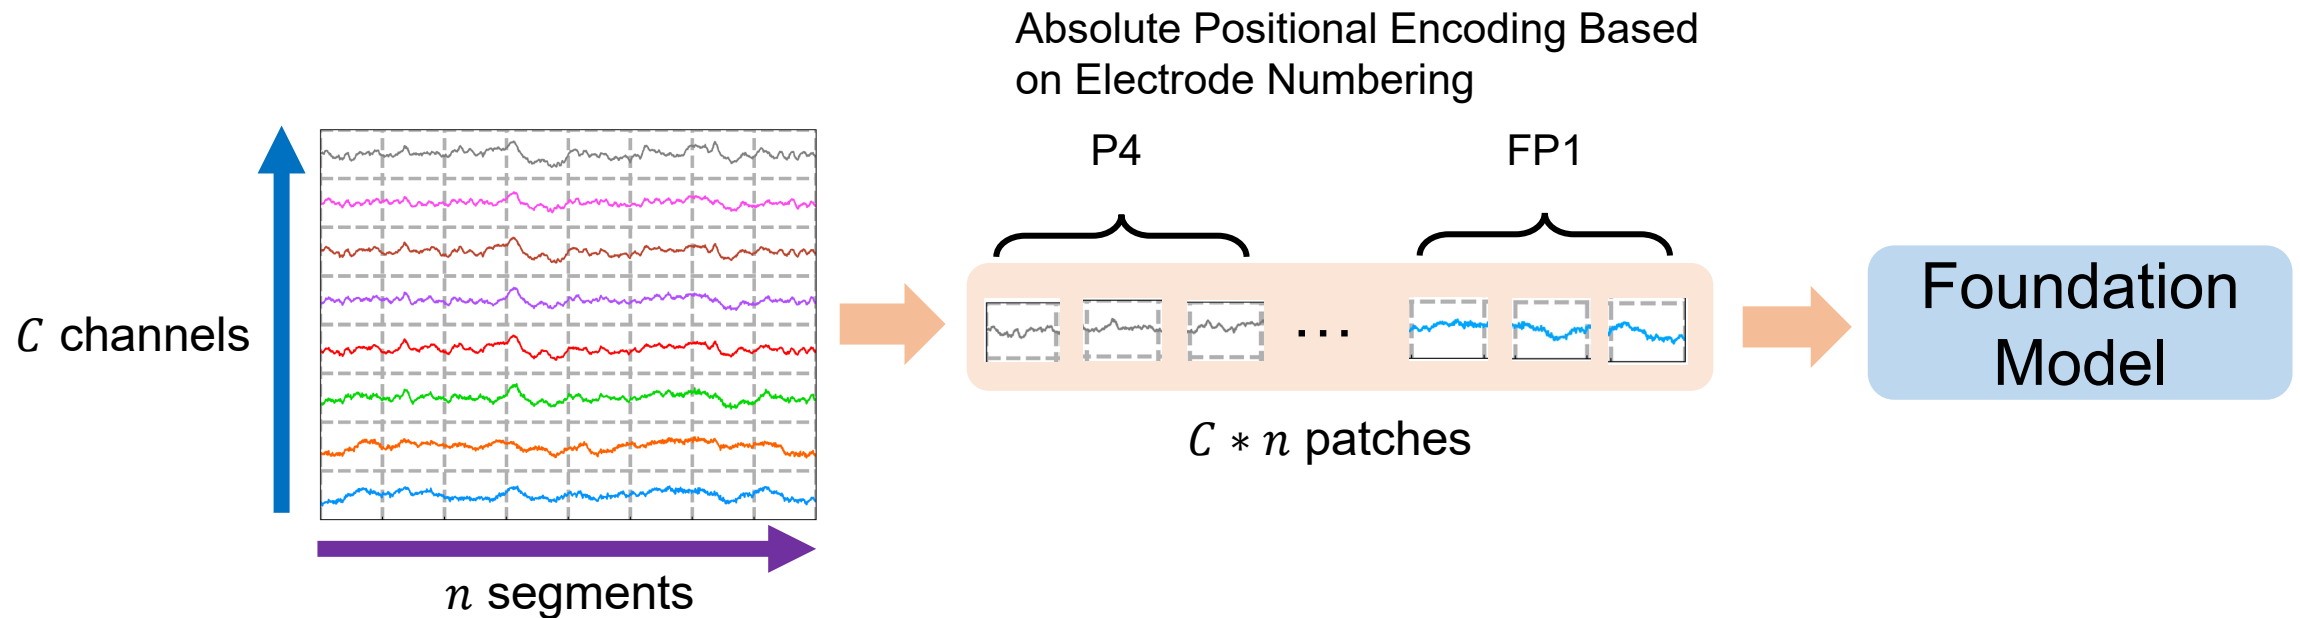 Absolute Positional Encoding Based
on Electrode Numbering
P4
FP1
C channels
...
Foundation
Model
C * n patches
n segments